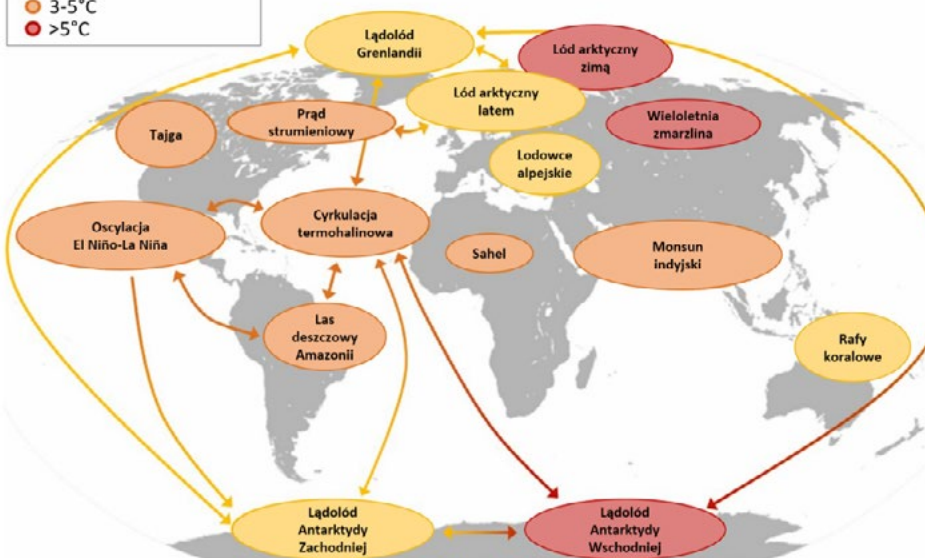 3-5°C
>5°C
Lądolód
Grenlandii
Lód arktyczny
zimą
Lód arktyczny
latem
Prąd
strumieniowy
Tajga
Wieloletnia
zmarzlina
Lodowce
alpejskie
Oscylacja
El Niño-La Niña
Cyrkulacja
termohalinowa
Sahel
Monsun
indyjski
Las
deszczowy
Amazonii
Rafy
koralowe
Lądolód
Antarktydy
Zachodniej
Lądolód
Antarktydy
Wschodniej